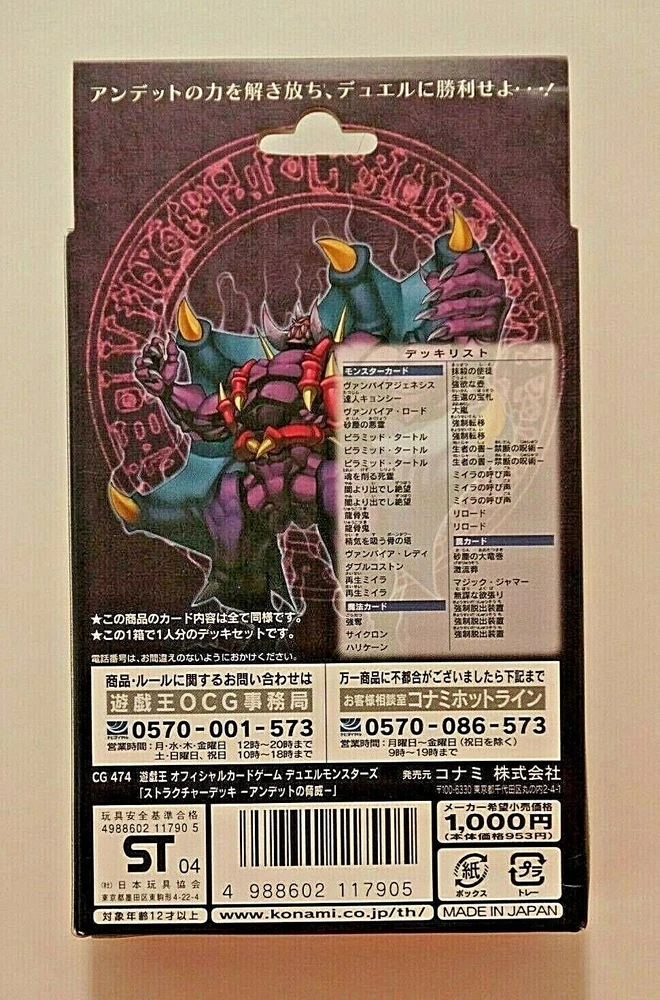 アンデットの力を解き放ち、デュエルに勝利せよ…!
デッキリスト
モンスターカード
ヴァンパイアジェネシス
達人キョンシー
ヴァンパイア・ロード
砂塵の悪霊
ピラミッド・タートル
ピラミッド・タートル
ピラミッド・タートル
魂を削る死霊
闇より出でし絶望
闇より出でし絶望
龍骨鬼
龍骨鬼
精気を吸う骨の塔
ヴァンパイア・レディ
ダブルコストン
再生ミイラ
再生ミイラ
魔法カード
強奪
サイクロン
ハリケーン
抹殺の使徒
強欲な壺
生還の宝札
大嵐
強制転移
強制転移
生者の書−禁断の呪術−
生者の書−禁断の呪術−
ミイラの呼び声
ミイラの呼び声
ミイラの呼び声
リロード
リロード
罠カード
砂塵の大竜巻
激流葬
マジック・ジャマー
無謀な欲張り
強制脱出装置
強制脱出装置
強制脱出装置
★この商品のカード内容は全て同様です。
★この1箱で1人分のデッキセットです。
電話番号は、お間違えのないようにおかけください。
商品・ルールに関するお問い合わせは
遊戯王OCG事務局
0570-001-573
営業時間:月・水・木・金曜日 12時〜20時まで
土・日曜日、祝日 10時〜18時まで
万一商品に不都合がございましたら下記まで
お客様相談室 コナミホットライン
0570-086-573
営業時間:月曜日〜金曜日(祝日を除く)
9時〜19時まで
CG 474 遊戯王 オフィシャルカードゲーム デュエルモンスターズ
「ストラクチャーデッキ −アンデットの脅威−」
発売元 コナミ 株式会社
〒100-6330 東京都千代田区丸の内2-4-1
玩具安全基準合格
4988602 11790 5
ST 04
(社)日本玩具協会
東京都墨田区東駒形4-22-4
対象年齢12才以上
4 988602 117905
www.konami.co.jp/th/
メーカー希望小売価格
1,000円
(本体価格953円)
紙
ボックス
プラ
トレー
MADE IN JAPAN